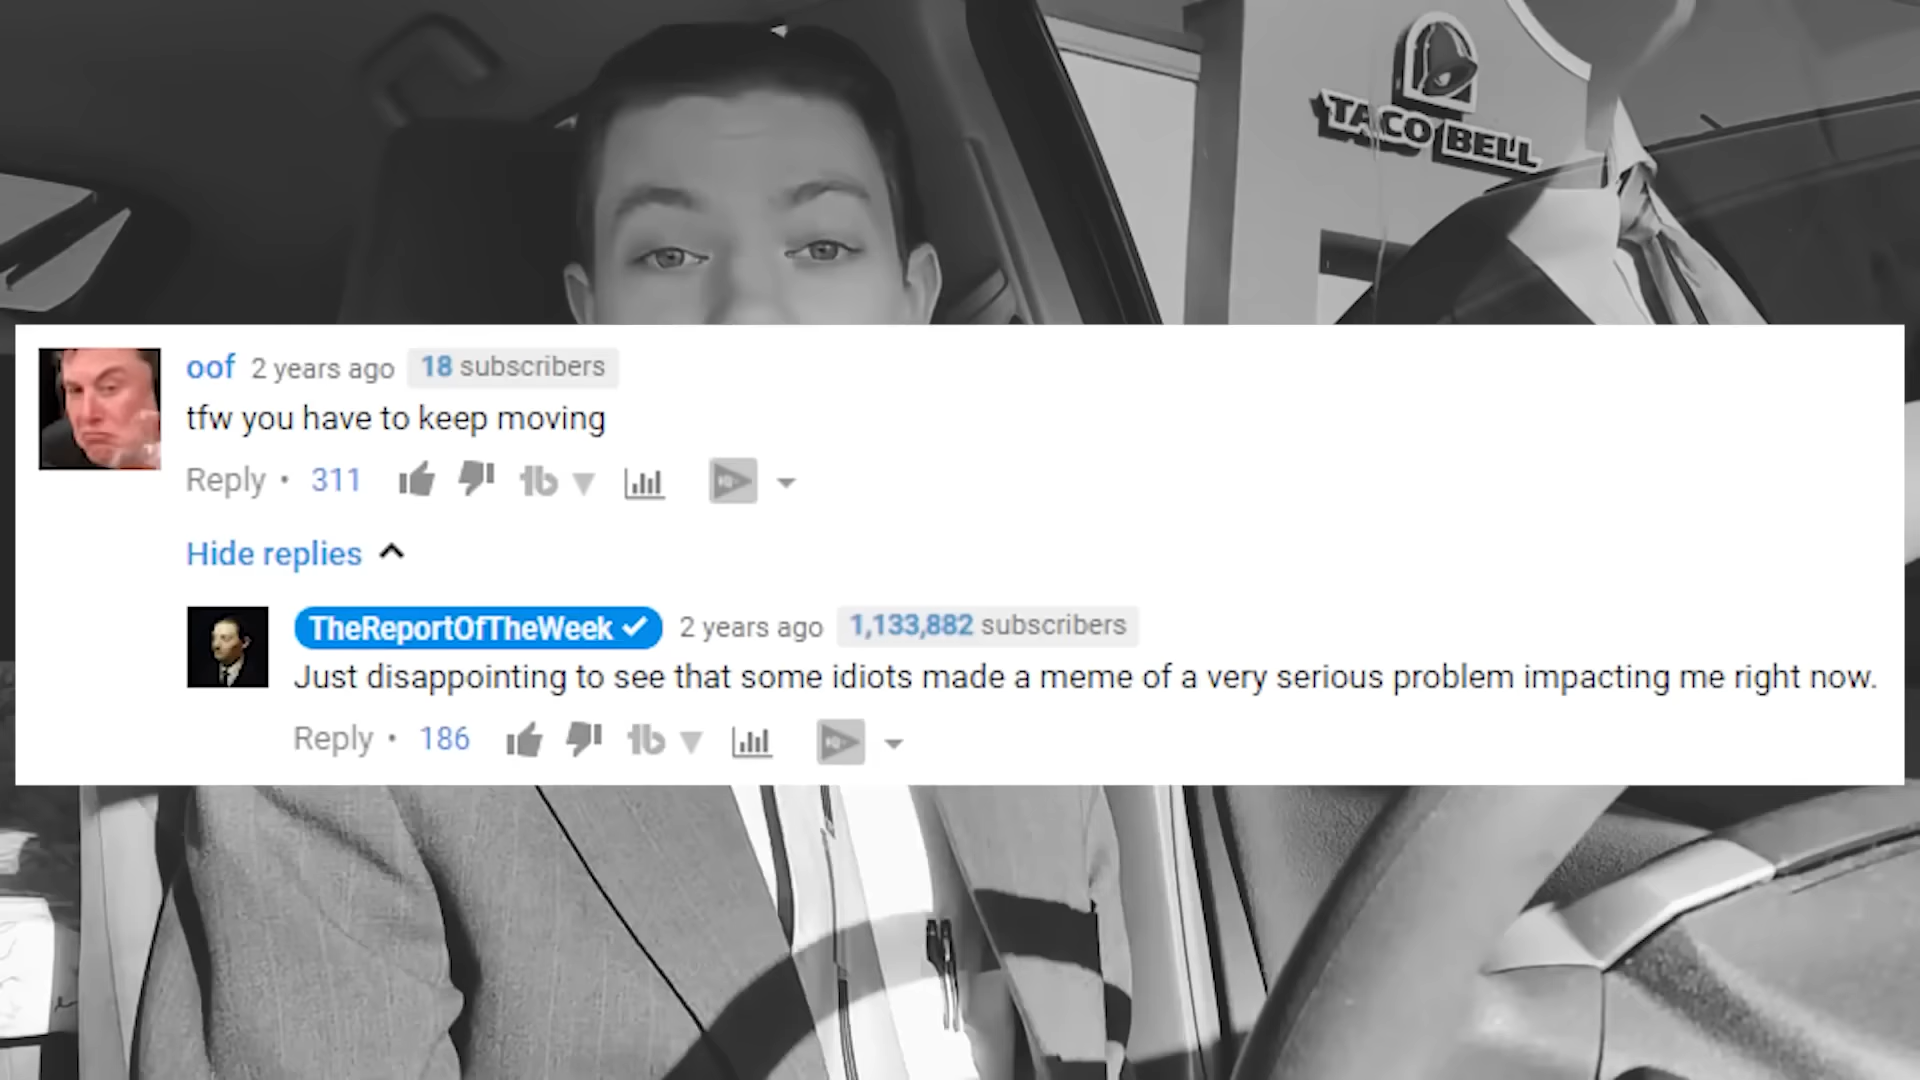 TACO BELL
oof 2 years ago 18 subscribers
tfw you have to keep moving
Reply • 311
Hide replies
TheReportOfTheWeek 2 years ago 1,133,882 subscribers
Just disappointing to see that some idiots made a meme of a very serious problem impacting me right now.
Reply • 186